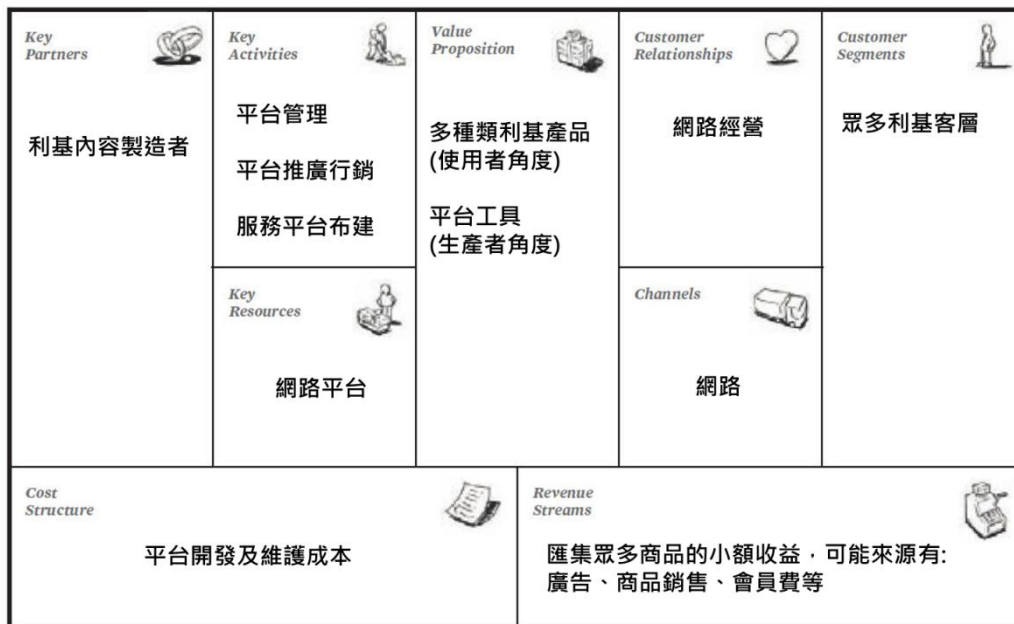 Key
Partners
利基內容製造者
Key
Activities
平台管理
平台推廣行銷
服務平台布建
Key
Resources
網路平台
Value
Proposition
多種類利基產品
(使用者角度)
平台工具
(生產者角度)
Customer
Relationships
網路經營
Channels
網路
Customer
Segments
眾多利基客層
Cost
Structure
平台開發及維護成本
Revenue
Streams
匯集眾多商品的小額收益，可能來源有:
廣告、商品銷售、會員費等